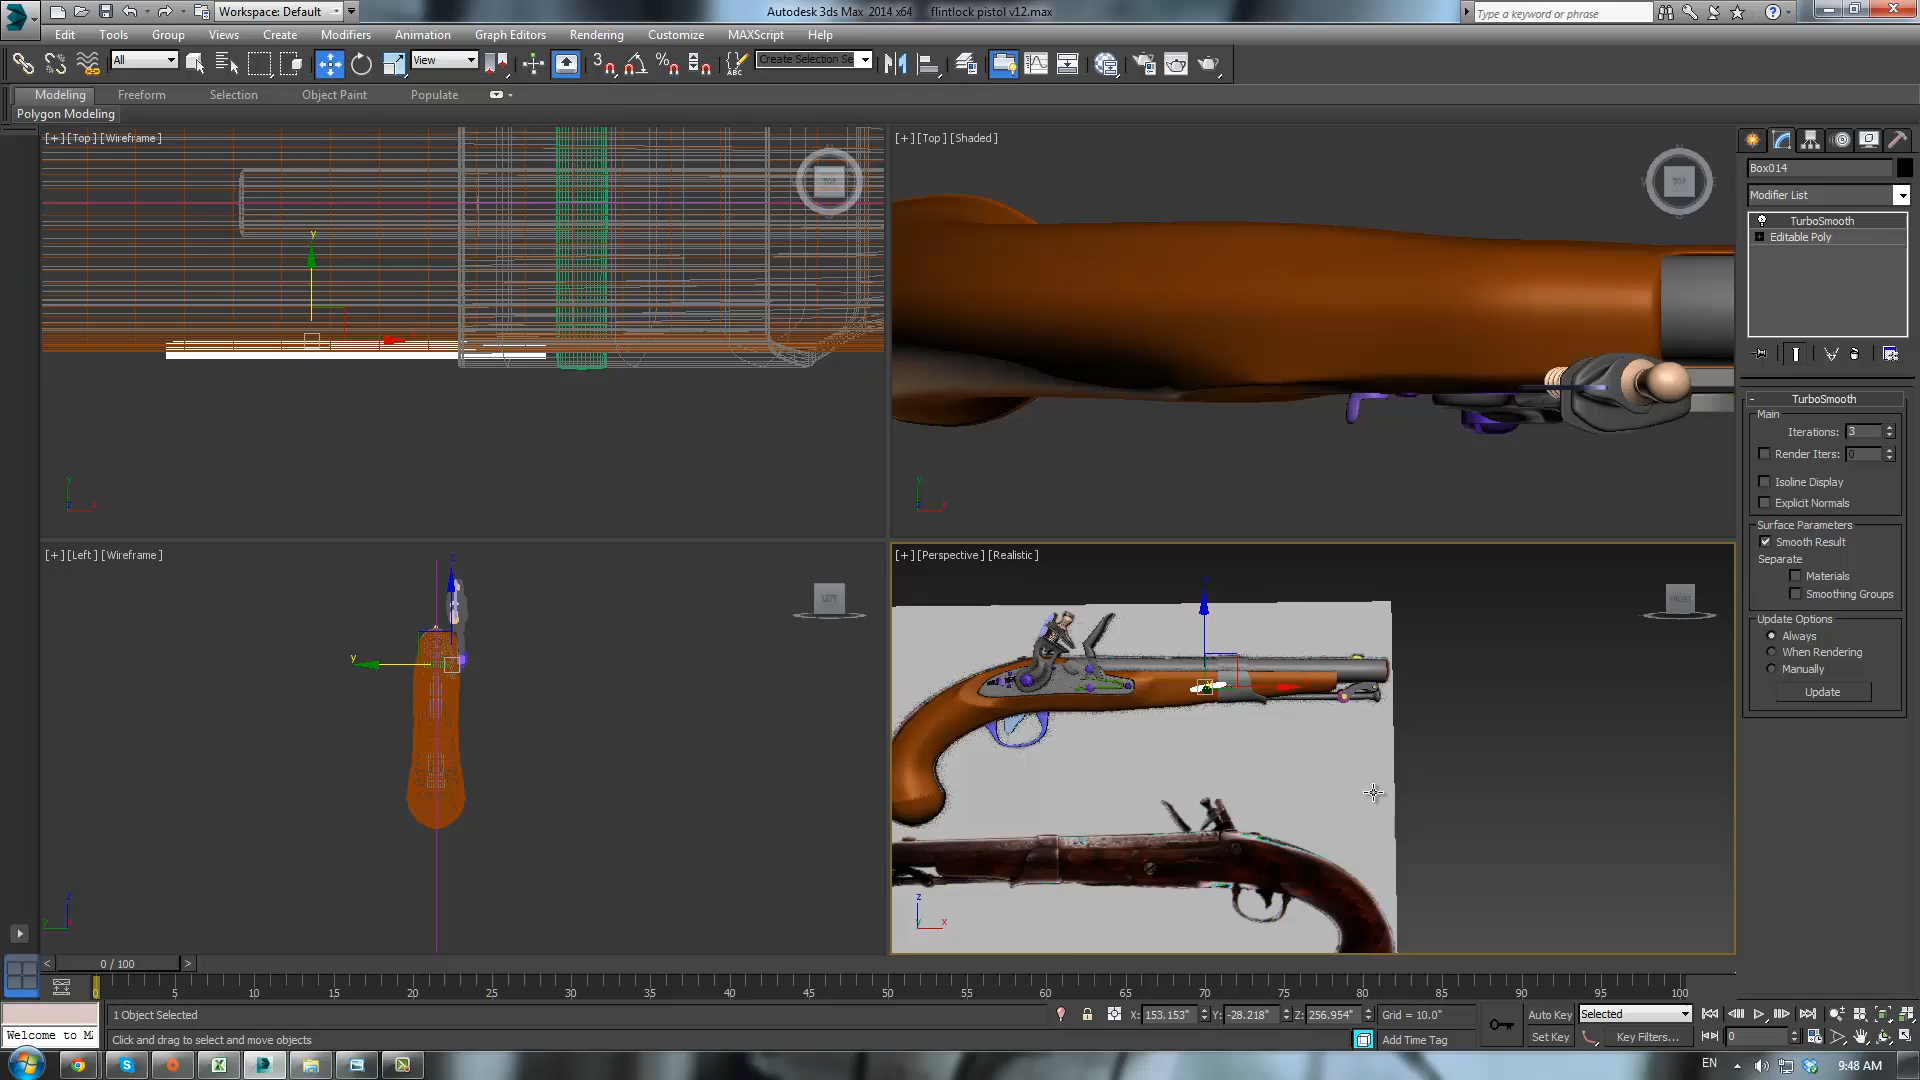 Workspace: Default
Autodesk 3ds Max 2014 x64
flintlock pistol v12.max
Type a keyword or phrase
Edit
Tools
Group
Views
Create
Modifiers
Animation
Graph Editors
Rendering
Customize
MAXScript
Help
All
View
3
Create Selection Se
Modeling
Freeform
Selection
Object Paint
Populate
Polygon Modeling
[+] [Top] [Wireframe]
TOP
y
x
[+] [Top] [Shaded]
TOP
[+] [Left] [Wireframe]
LEFT
z
y
[+] [Perspective] [Realistic]
FRONT
z
x
Box014
Modifier List
TurboSmooth
Editable Poly
TurboSmooth
Main
Iterations: 3
Render Iters: 0
Isoline Display
Explicit Normals
Surface Parameters
Smooth Result
Separate
Materials
Smoothing Groups
Update Options
Always
When Rendering
Manually
Update
< 0 / 100 >
0 5 10 15 20 25 30 35 40 45 50 55 60 65 70 75 80 85 90 95 100
1 Object Selected
X: 153.153" Y: -28.218" Z: 256.954" Grid = 10.0"
Auto Key
Selected
Welcome to M
Click and drag to select and move objects
Add Time Tag
Set Key
Key Filters...
0
EN
9:48 AM